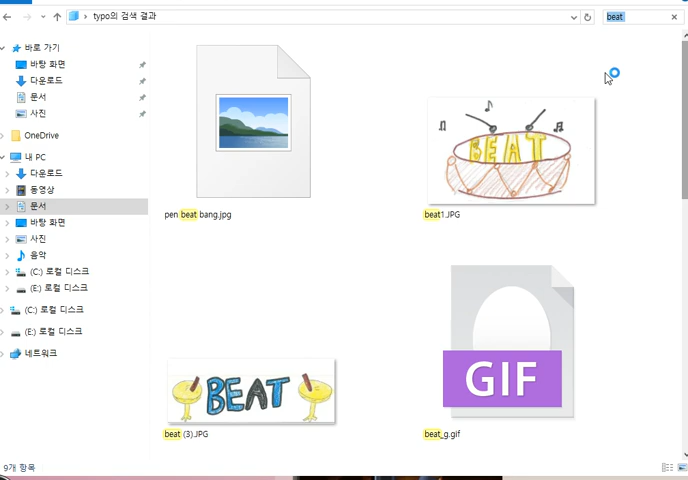 typo의 검색 결과
beat
바로 가기
바탕 화면
다운로드
문서
사진
OneDrive
내 PC
다운로드
동영상
문서
바탕 화면
사진
음악
(C:) 로컬 디스크
(E:) 로컬 디스크
(C:) 로컬 디스크
(E:) 로컬 디스크
네트워크
pen beat bang.jpg
BEAT
beat1.JPG
BEAT
beat (3).JPG
GIF
beat_g.gif
9개 항목